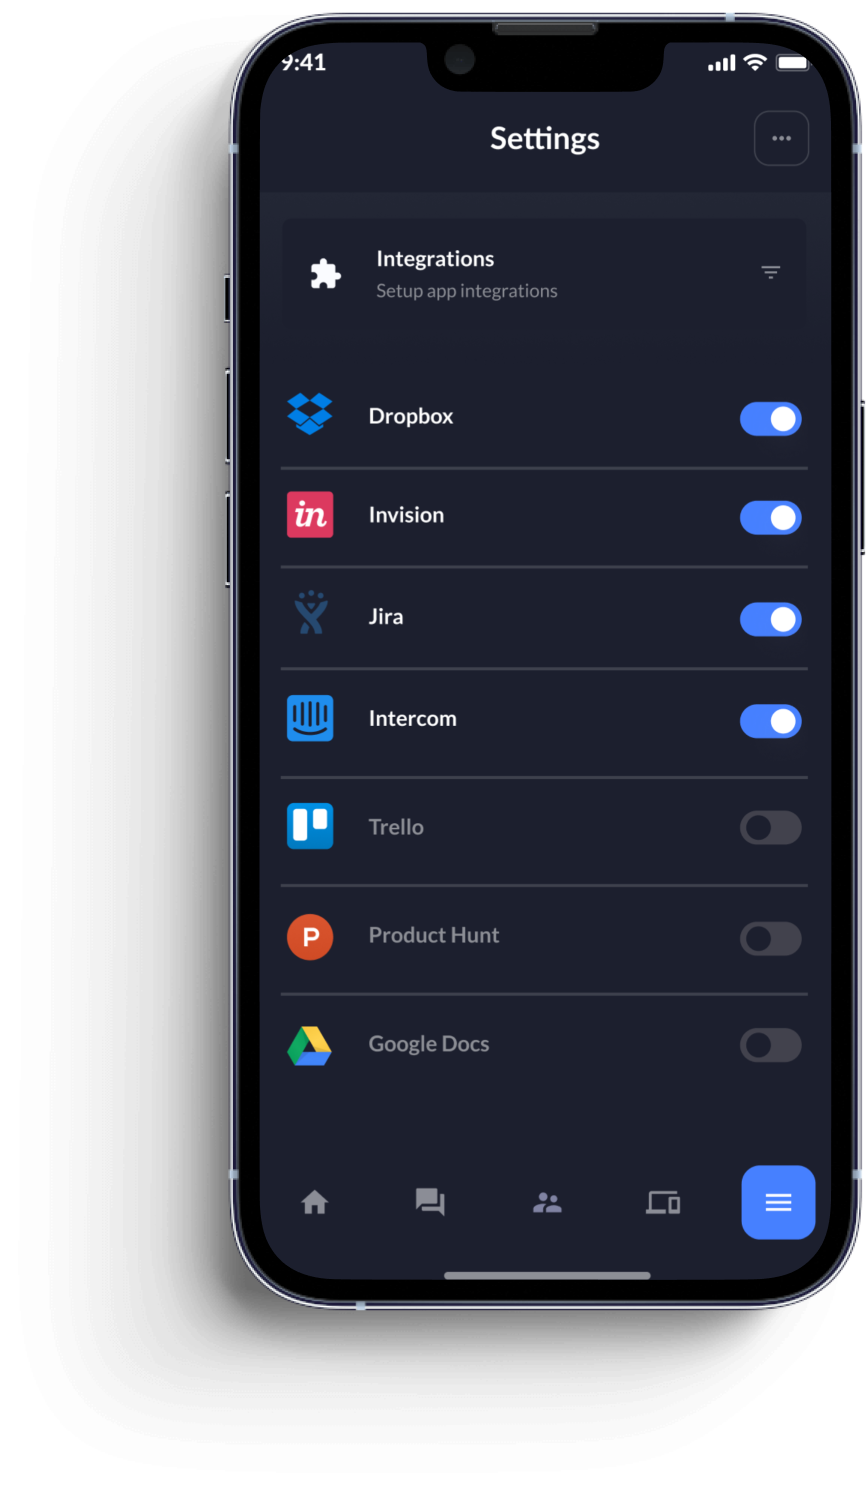 9:41
Settings
Integrations
Setup app integrations
Dropbox
in
Invision
Jira
Intercom
Trello
P
Product Hunt
Google Docs